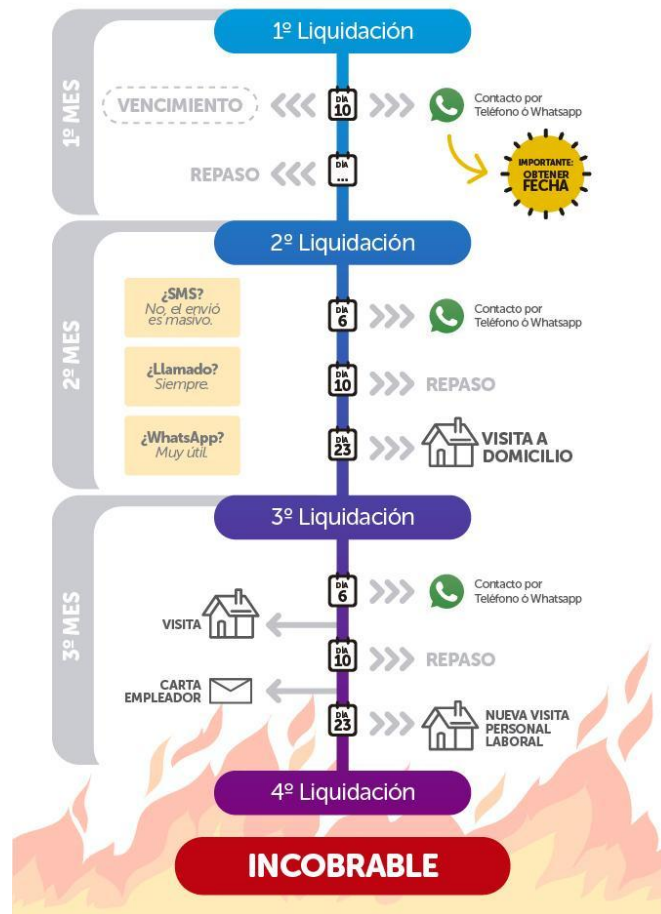 1º Liquidación
1º MES
VENCIMIENTO
DÍA
10
Contacto por
Teléfono ó Whatsapp
IMPORTANTE:
OBTENER
FECHA
REPASO
DÍA
...
2º Liquidación
2º MES
¿SMS?
No, el envió
es masivo.
DÍA
6
Contacto por
Teléfono ó Whatsapp
¿Llamado?
Siempre.
DÍA
10
REPASO
¿WhatsApp?
Muy útil.
DÍA
23
VISITA A
DOMICILIO
3º Liquidación
3º MES
DÍA
6
Contacto por
Teléfono ó Whatsapp
VISITA
DÍA
10
REPASO
CARTA
EMPLEADOR
DÍA
23
NUEVA VISITA
PERSONAL
LABORAL
4º Liquidación
INCOBRABLE